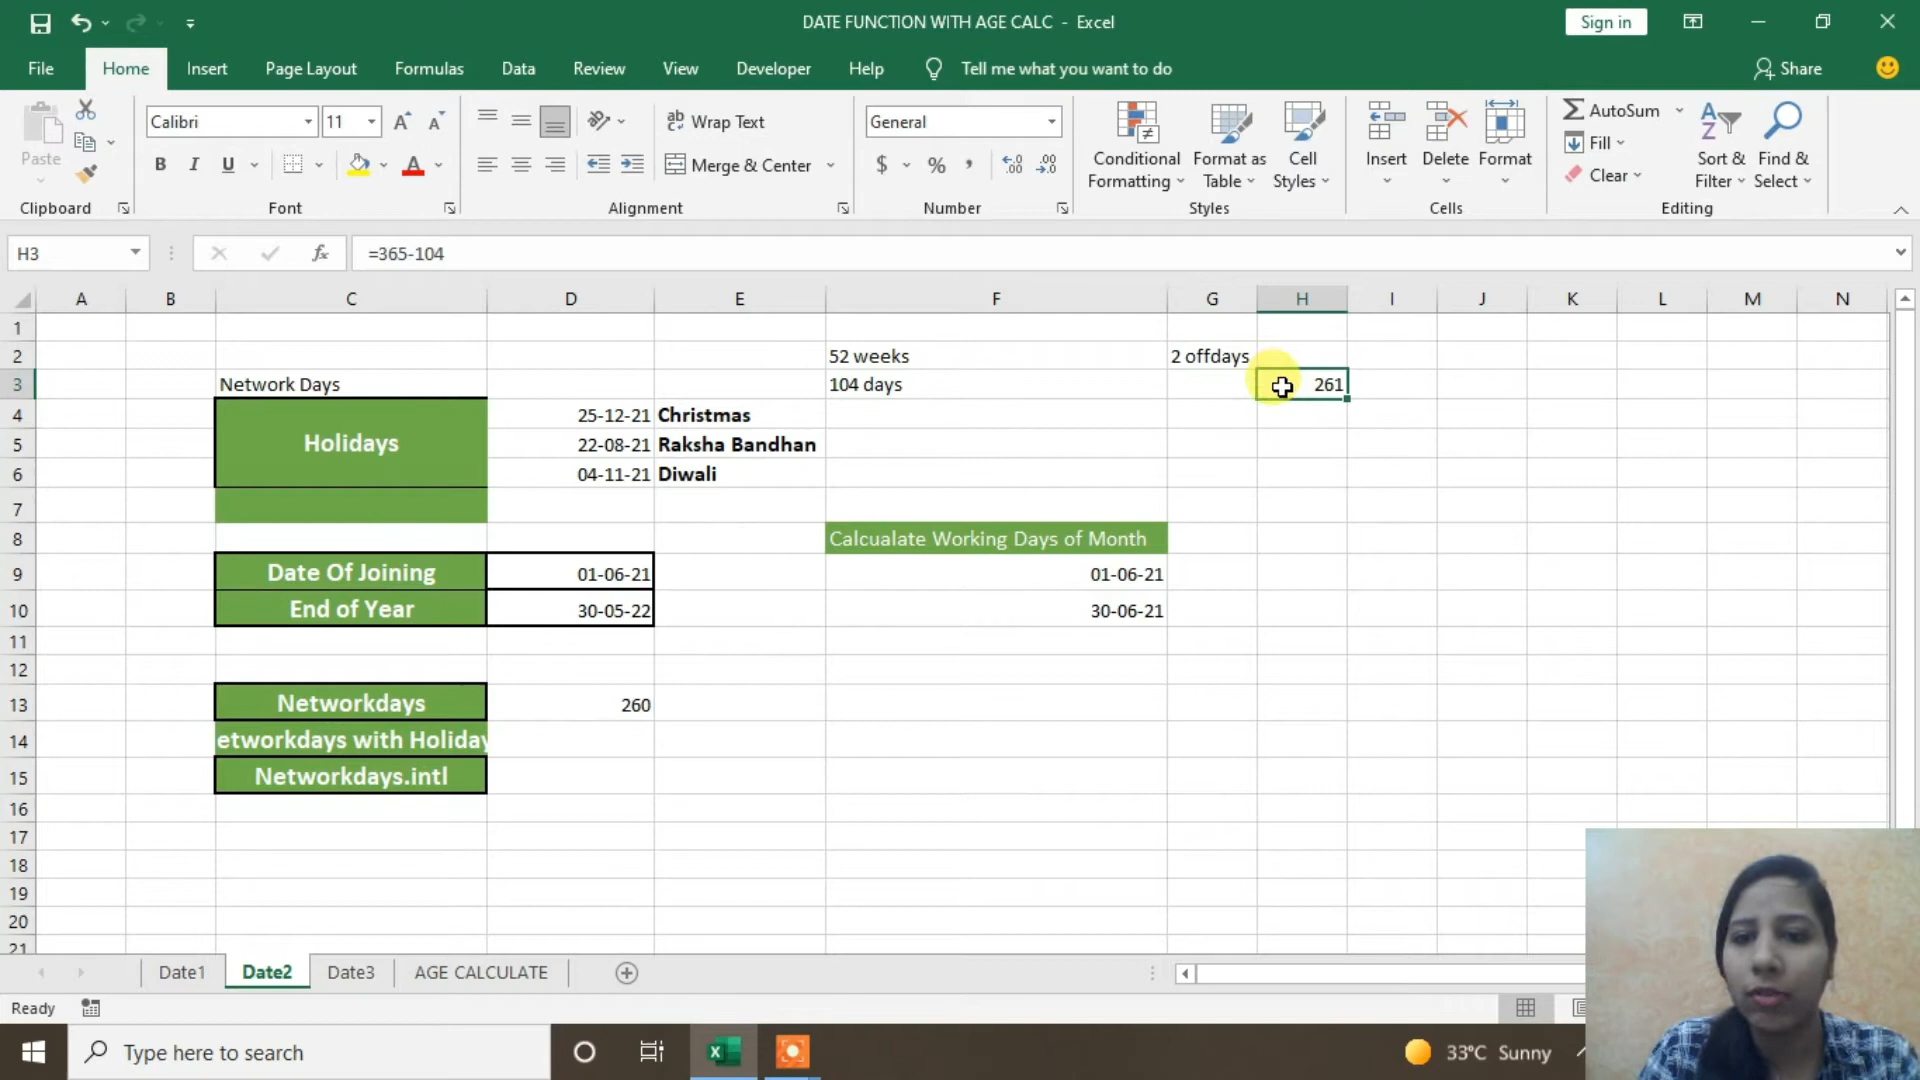 DATE FUNCTION WITH AGE CALC - Excel
Sign in
File Home Insert Page Layout Formulas Data Review View Developer Help Tell me what you want to do Share
Calibri 11
Wrap Text
General
AutoSum
Paste
Merge & Center
Conditional Formatting
Format as Table
Cell Styles
Insert Delete Format
Fill
Clear
Sort & Filter
Find & Select
Clipboard Font Alignment Number Styles Cells Editing
H3 fx =365-104
A B C D E F G H I J K L M N
1
2 52 weeks 2 offdays
3 Network Days 104 days 261
4 25-12-21 Christmas
5 Holidays 22-08-21 Raksha Bandhan
6 04-11-21 Diwali
7
8 Calcualate Working Days of Month
9 Date Of Joining 01-06-21 01-06-21
10 End of Year 30-05-22 30-06-21
11
12
13 Networkdays 260
14 etworkdays with Holiday
15 Networkdays.intl
16
17
18
19
20
21
Date1 Date2 Date3 AGE CALCULATE
Ready
Type here to search
33°C Sunny